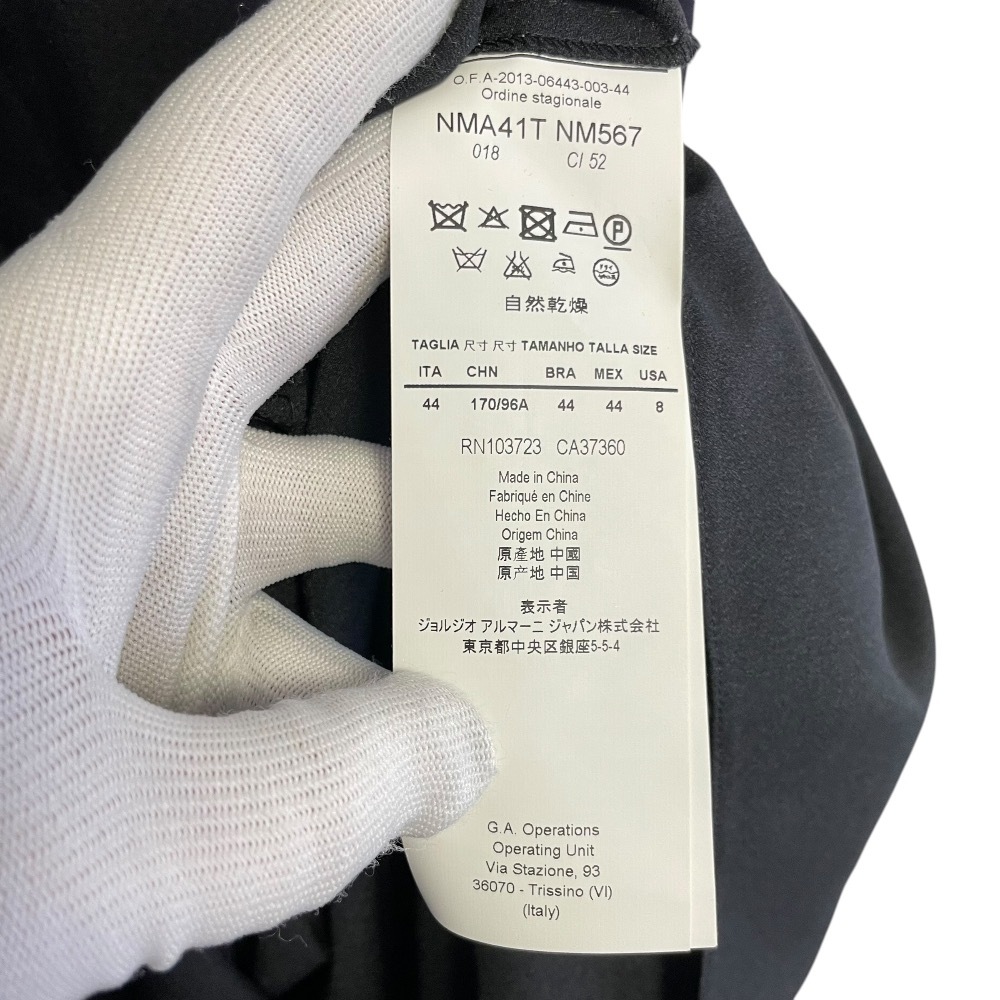 O.F.A-2013-06443-003-44
Ordine stagionale
NMA41T NM567
018 CI 52
P
ドライ
自然乾燥
TAGLIA 尺寸 尺寸 TAMANHO TALLA SIZE
ITA CHN BRA MEX USA
44 170/96A 44 44 8
RN103723 CA37360
Made in China
Fabriqué en Chine
Hecho En China
Origem China
原產地 中國
原产地 中国
表示者
ジョルジオ アルマーニ ジャパン株式会社
東京都中央区銀座5-5-4
G.A. Operations
Operating Unit
Via Stazione, 93
36070 - Trissino (VI)
(Italy)